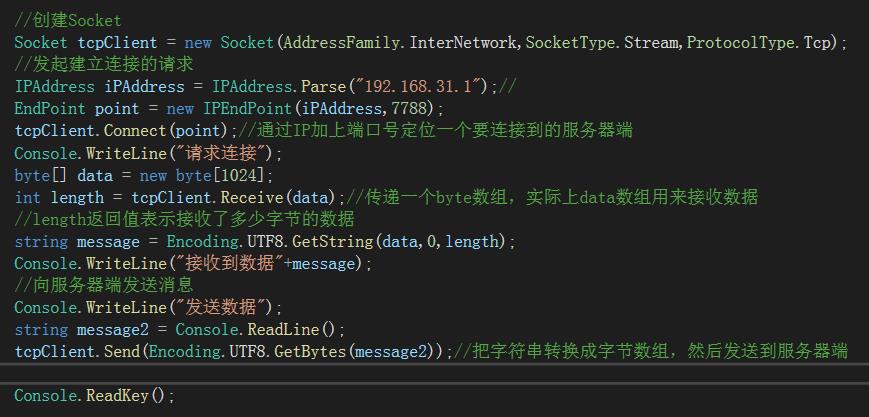 //创建Socket
Socket tcpClient = new Socket(AddressFamily.InterNetwork,SocketType.Stream,ProtocolType.Tcp);
//发起建立连接的请求
IPAddress iPAddress = IPAddress.Parse("192.168.31.1");//
EndPoint point = new IPEndPoint(iPAddress,7788);
tcpClient.Connect(point);//通过IP加上端口号定位一个要连接到的服务器端
Console.WriteLine("请求连接");
byte[] data = new byte[1024];
int length = tcpClient.Receive(data);//传递一个byte数组，实际上data数组用来接收数据
//length返回值表示接收了多少字节的数据
string message = Encoding.UTF8.GetString(data,0,length);
Console.WriteLine("接收到数据"+message);
//向服务器端发送消息
Console.WriteLine("发送数据");
string message2 = Console.ReadLine();
tcpClient.Send(Encoding.UTF8.GetBytes(message2));//把字符串转换成字节数组，然后发送到服务器端
Console.ReadKey();